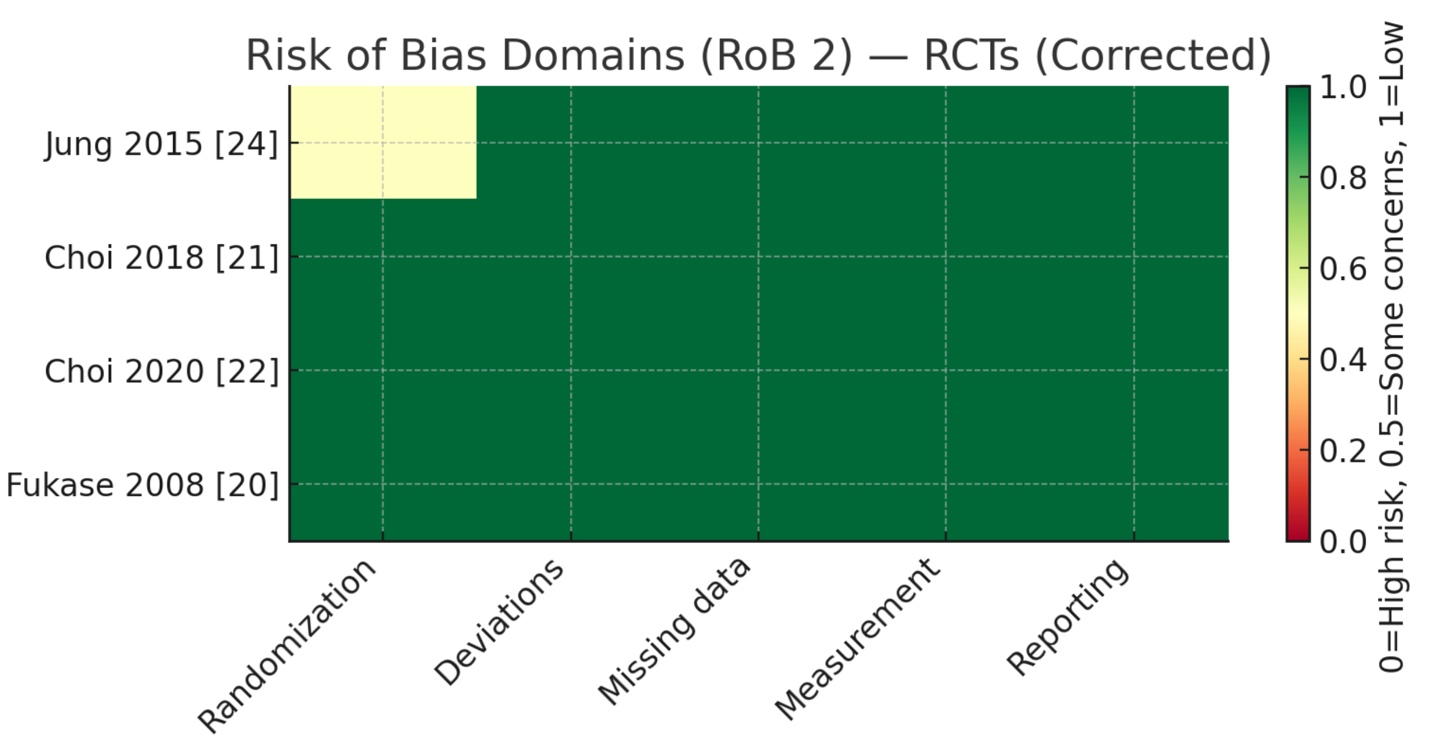 Risk of Bias Domains (RoB 2) — RCTs (Corrected)
Jung 2015 [24]
Choi 2018 [21]
Choi 2020 [22]
Fukase 2008 [20]
Randomization
Deviations
Missing data
Measurement
Reporting
1.0
0.8
0.6
0.4
0.2
0.0
0=High risk, 0.5=Some concerns, 1=Low